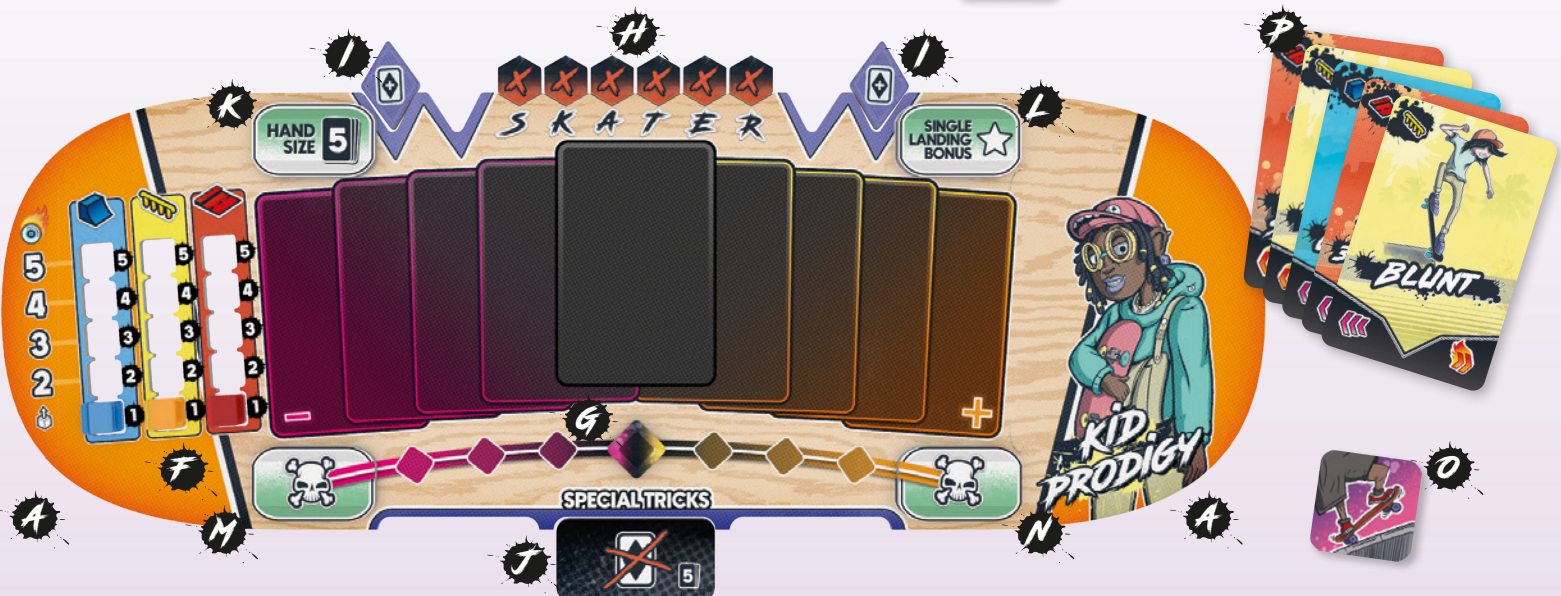 H
P
I
I
X X X X X X
K
L
HAND
SIZE 5
SKATER
SINGLE
LANDING
BONUS
5 5 5
5
4 4 4
4
3 3 3
3
2 2 2
2
1 1 1
BLUNT
- +
G
KID
PRODIGY
F
O
SPECIAL TRICKS
A
M
N
A
J
5